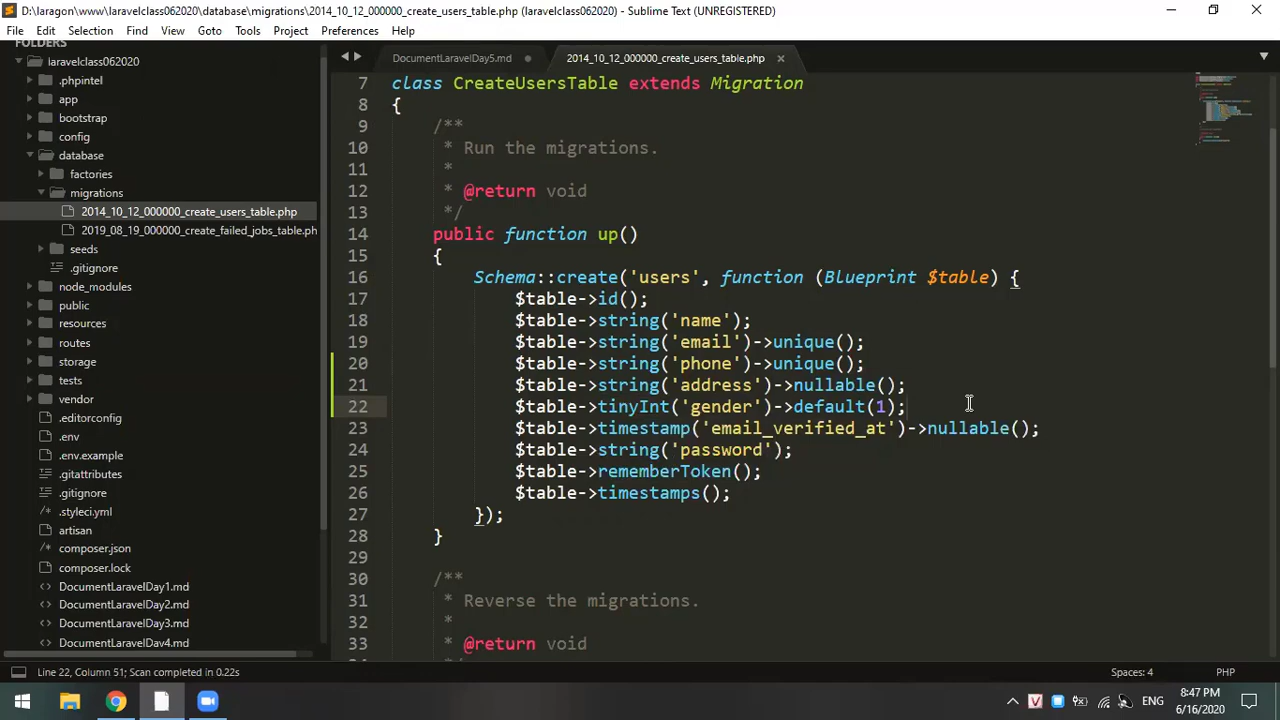 D:\laragon\www\laravelclass062020\database\migrations\2014_10_12_000000_create_users_table.php (laravelclass062020) - Sublime Text (UNREGISTERED)
File Edit Selection Find View Goto Tools Project Preferences Help
FOLDERS
laravelclass062020
.phpintel
app
bootstrap
config
database
factories
migrations
2014_10_12_000000_create_users_table.php
2019_08_19_000000_create_failed_jobs_table.ph
seeds
.gitignore
node_modules
public
resources
routes
storage
tests
vendor
.editorconfig
.env
.env.example
.gitattributes
.gitignore
.styleci.yml
artisan
composer.json
composer.lock
DocumentLaravelDay1.md
DocumentLaravelDay2.md
DocumentLaravelDay3.md
DocumentLaravelDay4.md
DocumentLaravelDay5.md
2014_10_12_000000_create_users_table.php
7 class CreateUsersTable extends Migration
8 {
9 /**
10 * Run the migrations.
11 *
12 * @return void
13 */
14 public function up()
15 {
16 Schema::create('users', function (Blueprint $table) {
17 $table->id();
18 $table->string('name');
19 $table->string('email')->unique();
20 $table->string('phone')->unique();
21 $table->string('address')->nullable();
22 $table->tinyInt('gender')->default(1);
23 $table->timestamp('email_verified_at')->nullable();
24 $table->string('password');
25 $table->rememberToken();
26 $table->timestamps();
27 });
28 }
29
30 /**
31 * Reverse the migrations.
32 *
33 * @return void
Line 22, Column 51; Scan completed in 0.22s
Spaces: 4
PHP
ENG
8:47 PM
6/16/2020